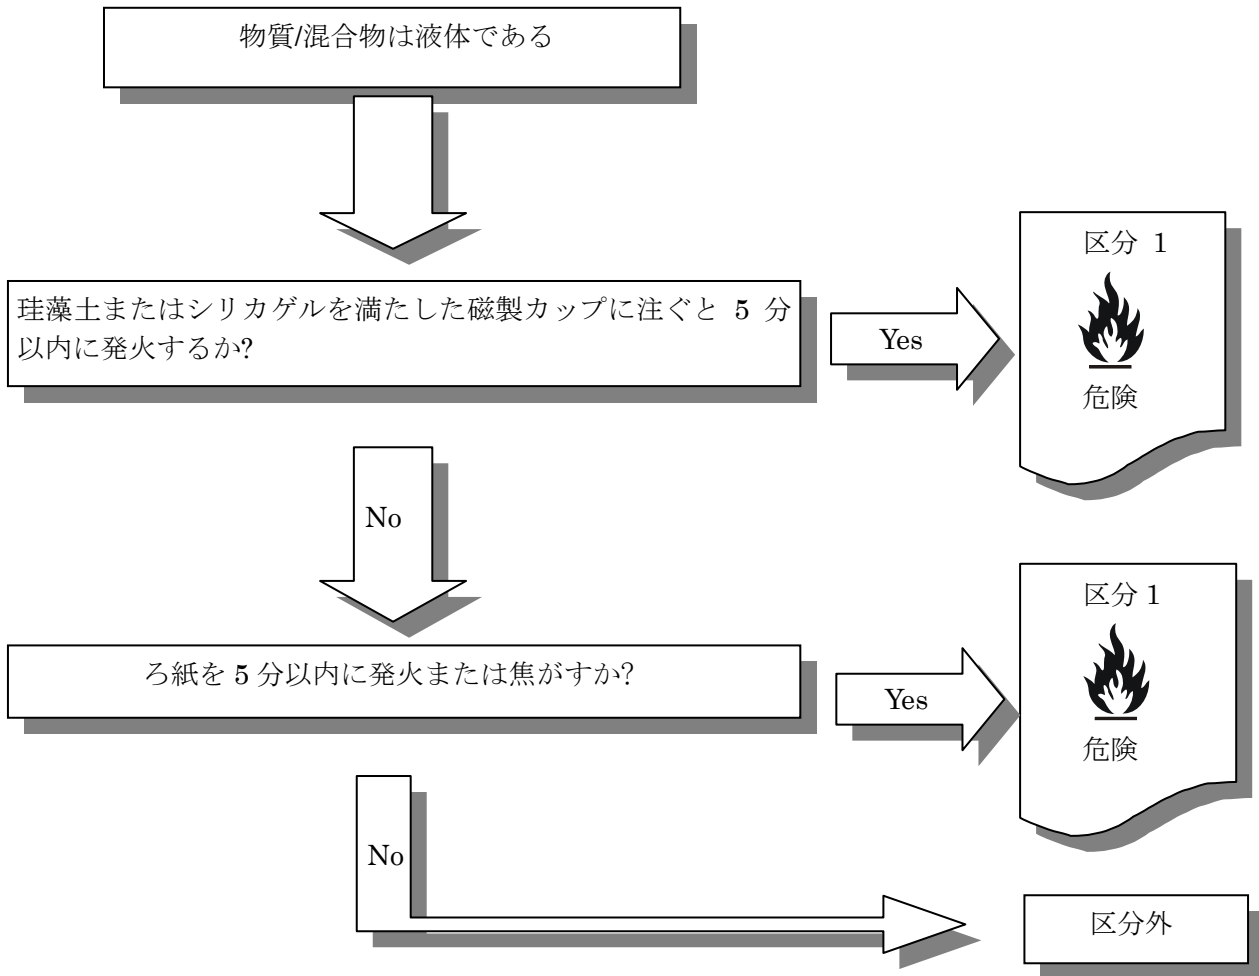 物質/混合物は液体である
珪藻土またはシリカゲルを満たした磁製カップに注ぐと 5 分
以内に発火するか?
Yes
区分 1
危険
No
ろ紙を 5 分以内に発火または焦がすか?
Yes
区分 1
危険
No
区分外